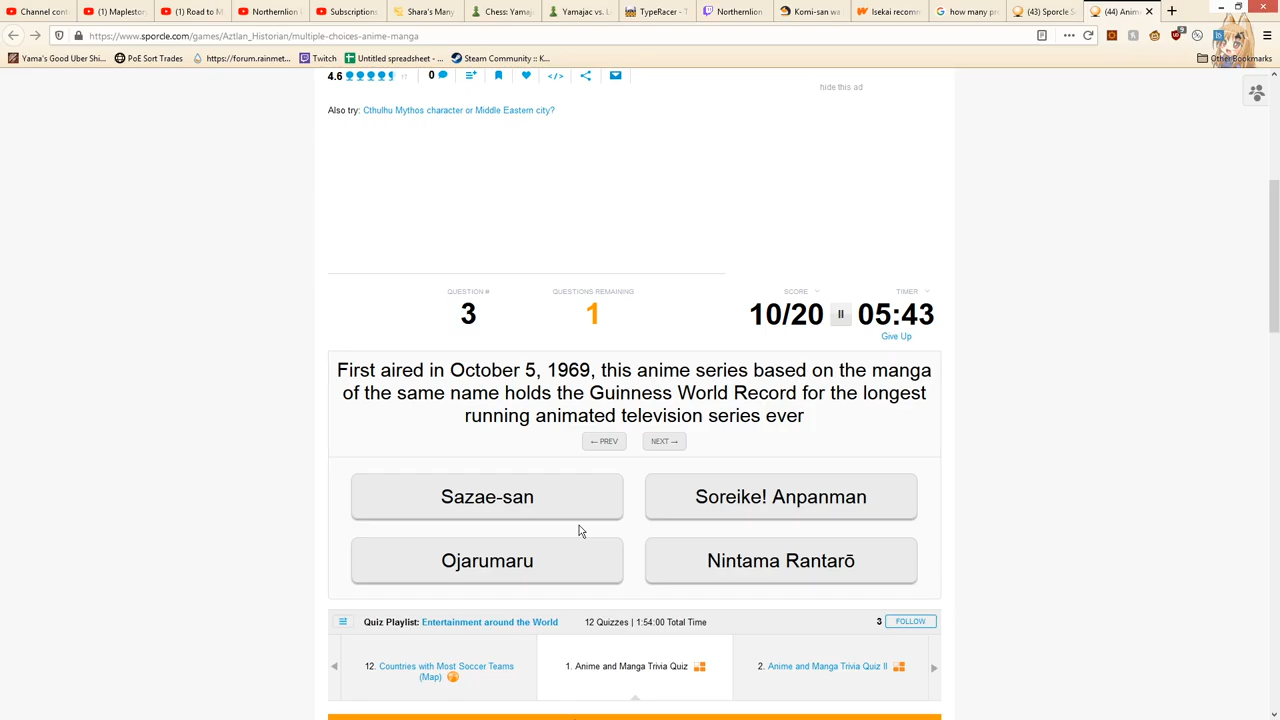 Channel cont
(1) Mapleston
(1) Road to M
Northernlion
Subscriptions
Shara's Many
Chess: Yamaj
Yamajac vs. L
TypeRacer - T
Northernlion
Komi-san wa
Isekai recomm
how many pr
(43) Sporcle.S
(44) Anim
https://www.sporcle.com/games/Aztlan_Historian/multiple-choices-anime-manga
Yama's Good Uber Shi...
PoE Sort Trades
https://forum.rainmet...
Twitch
Untitled spreadsheet - ...
Steam Community :: K...
Other Bookmarks
4.6
0
hide this ad
Also try: Cthulhu Mythos character or Middle Eastern city?
QUESTION #
QUESTIONS REMAINING
SCORE
TIMER
3
1
10/20
05:43
Give Up
First aired in October 5, 1969, this anime series based on the manga
of the same name holds the Guinness World Record for the longest
running animated television series ever
← PREV
NEXT →
Sazae-san
Soreike! Anpanman
Ojarumaru
Nintama Rantarō
Quiz Playlist: Entertainment around the World
12 Quizzes | 1:54:00 Total Time
3
FOLLOW
12. Countries with Most Soccer Teams
(Map)
1. Anime and Manga Trivia Quiz
2. Anime and Manga Trivia Quiz II